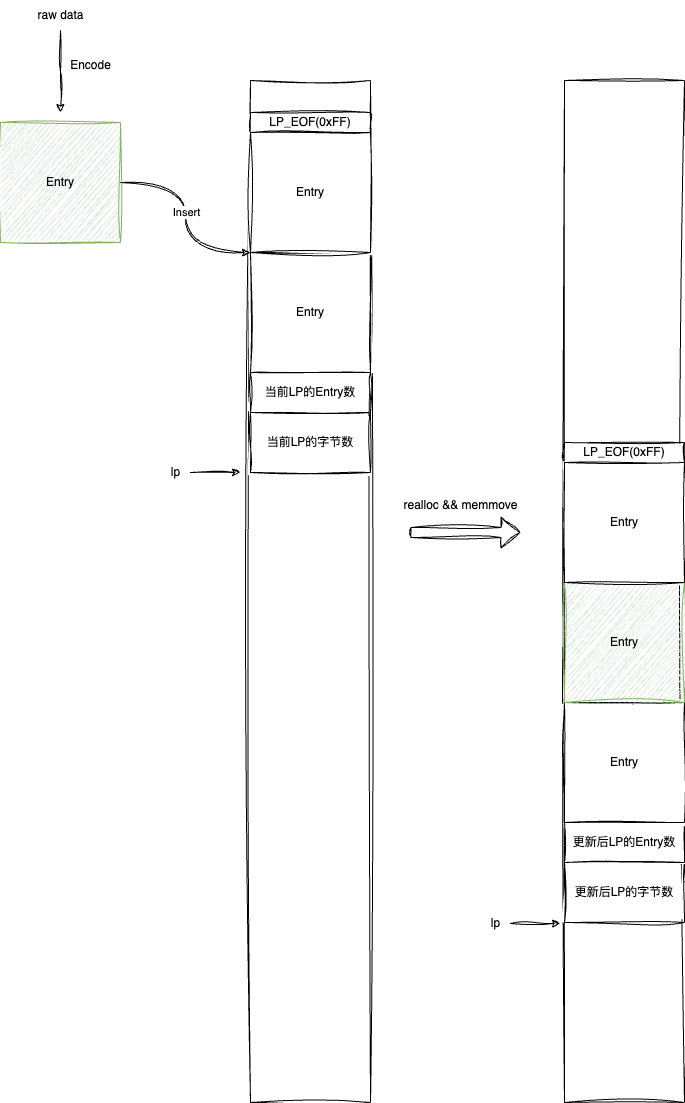 raw data
Encode
Entry
Insert
LP_EOF(0xFF)
Entry
Entry
当前LP的Entry数
当前LP的字节数
lp
realloc && memmove
LP_EOF(0xFF)
Entry
Entry
Entry
更新后LP的Entry数
更新后LP的字节数
lp